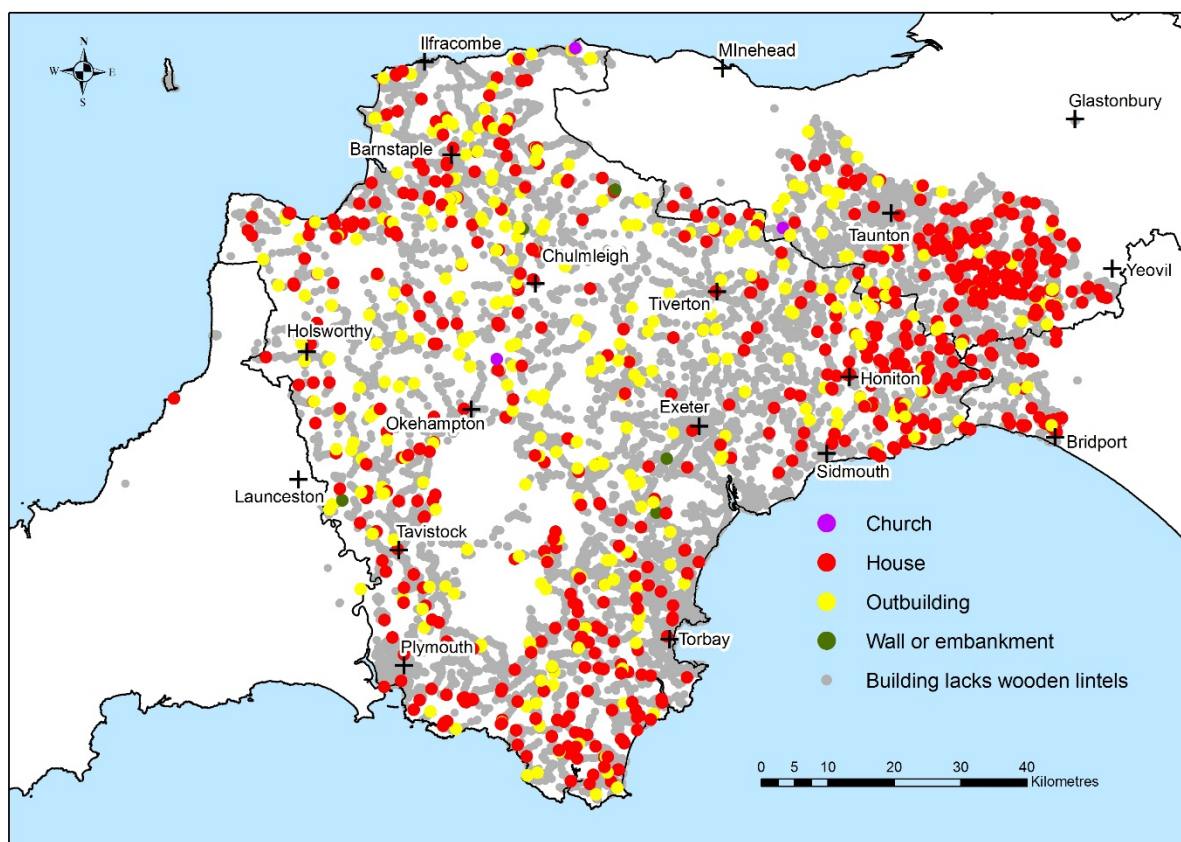 N
W E
S
Ilfracombe
MInehead
Glastonbury
Barnstaple
Taunton
Yeovil
Chulmleigh
Tiverton
Holsworthy
Honiton
Okehampton
Exeter
Bridport
Sidmouth
Launceston
Tavistock
Torbay
Plymouth
Church
House
Outbuilding
Wall or embankment
Building lacks wooden lintels
0 5 10 20 30 40
Kilometres